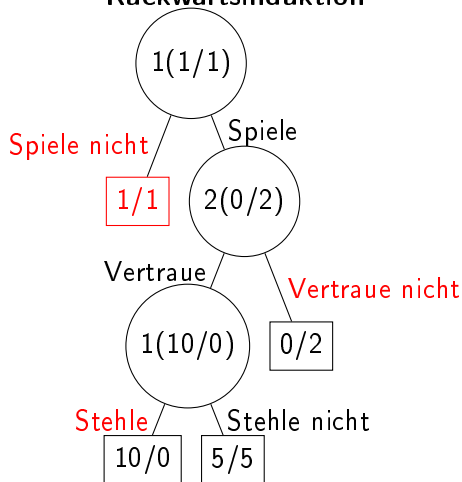 Rückwärtsinduktion
1(1/1)
Spiele nicht
Spiele
1/1
2(0/2)
Vertraue
Vertraue nicht
1(10/0)
0/2
Stehle
Stehle nicht
10/0
5/5